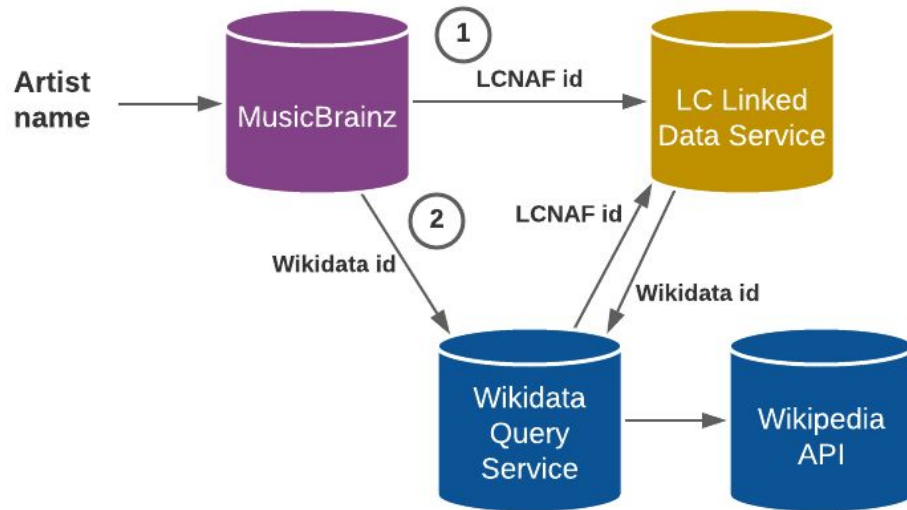 1
Artist
name
MusicBrainz
LCNAF id
LC Linked
Data Service
2
LCNAF id
Wikidata id
Wikidata id
Wikidata
Query
Service
Wikipedia
API